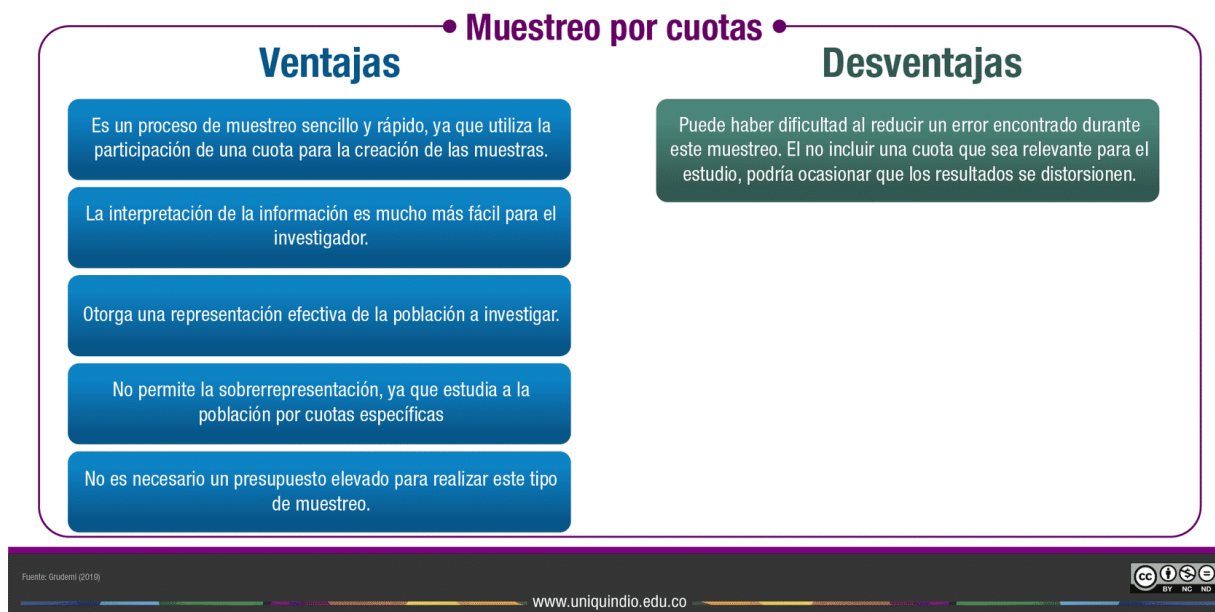 Muestreo por cuotas
Ventajas
Es un proceso de muestreo sencillo y rápido, ya que utiliza la
participación de una cuota para la creación de las muestras.
La interpretación de la información es mucho más fácil para el
investigador.
Otorga una representación efectiva de la población a investigar.
No permite la sobrerrepresentación, ya que estudia a la
población por cuotas específicas
No es necesario un presupuesto elevado para realizar este tipo
de muestreo.
Desventajas
Puede haber dificultad al reducir un error encontrado durante
este muestreo. El no incluir una cuota que sea relevante para el
estudio, podría ocasionar que los resultados se distorsionen.
Fuente: Grudemi (2019)
www.uniquindio.edu.co
cc
BY NC ND